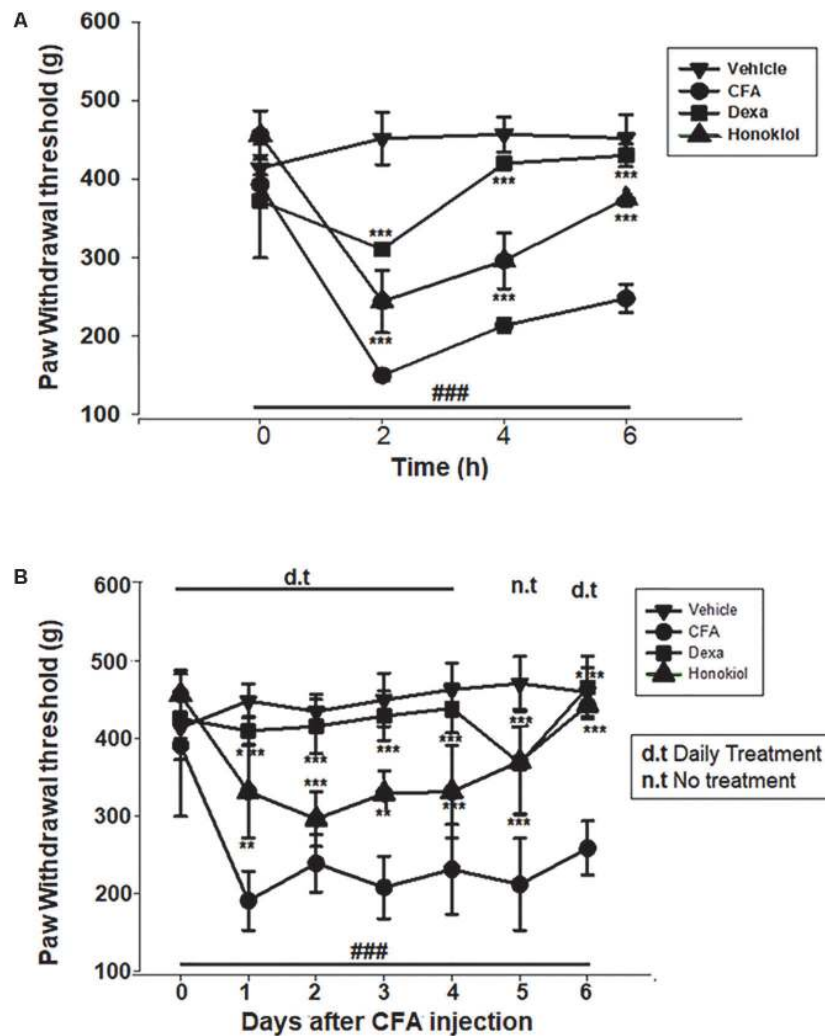 A
600
500
400
300
200
100
Paw Withdrawal threshold (g)
Vehicle
CFA
Dexa
Honokiol
***
***
***
***
***
***
###
0 2 4 6
Time (h)
B
600
500
400
300
200
100
Paw Withdrawal threshold (g)
d.t n.t d.t
Vehicle
CFA
Dexa
Honokiol
d.t Daily Treatment
n.t No treatment
***
***
***
***
***
***
**
***
**
***
***
###
0 1 2 3 4 5 6
Days after CFA injection